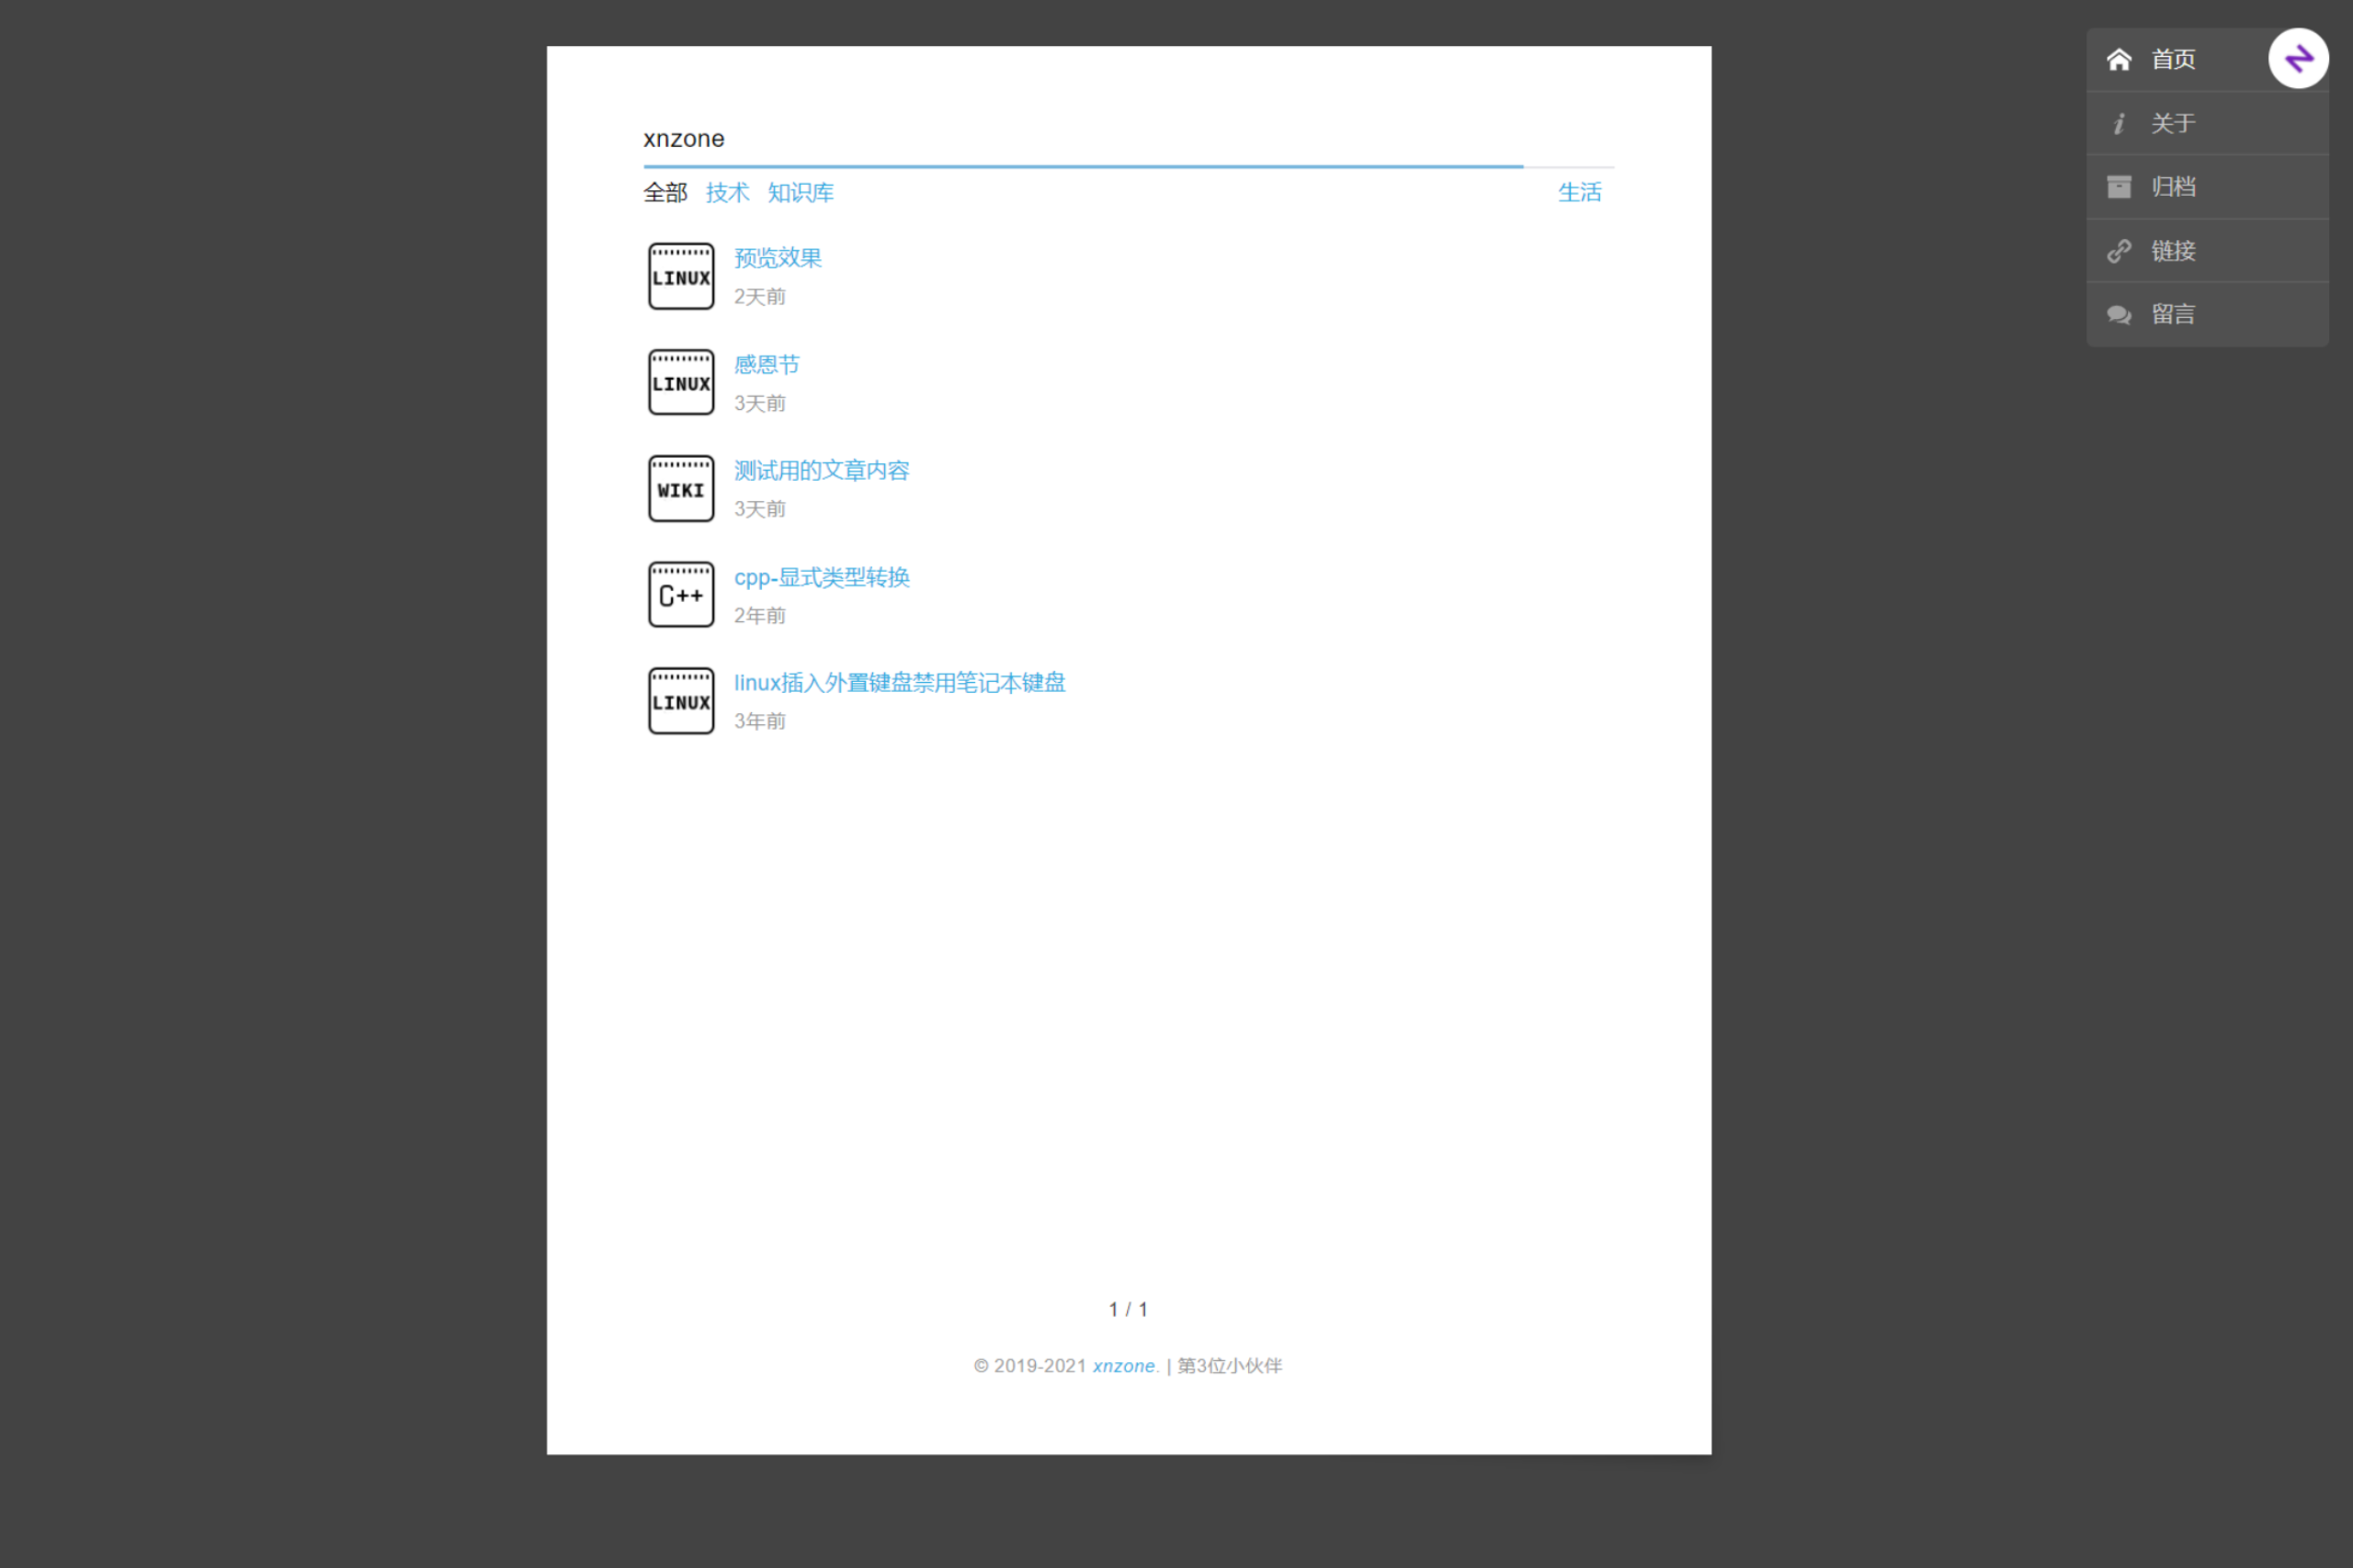 xnzone
全部 技术 知识库 生活
LINUX
预览效果
2天前
LINUX
感恩节
3天前
WIKI
测试用的文章内容
3天前
C++
cpp-显式类型转换
2年前
LINUX
linux插入外置键盘禁用笔记本键盘
3年前
1 / 1
© 2019-2021 xnzone. | 第3位小伙伴
首页
关于
归档
链接
留言